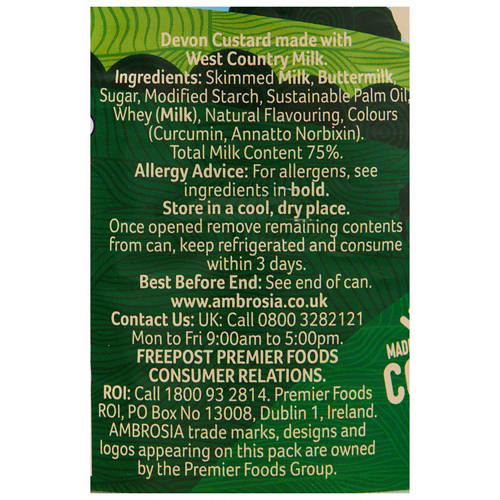 Devon Custard made with
West Country Milk.
Ingredients: Skimmed Milk, Buttermilk,
Sugar, Modified Starch, Sustainable Palm Oil,
Whey (Milk), Natural Flavouring, Colours
(Curcumin, Annatto Norbixin).
Total Milk Content 75%.
Allergy Advice: For allergens, see
ingredients in bold.
Store in a cool, dry place.
Once opened remove remaining contents
from can, keep refrigerated and consume
within 3 days.
Best Before End: See end of can.
www.ambrosia.co.uk
Contact Us: UK: Call 0800 3282121
Mon to Fri 9:00am to 5:00pm.
FREEPOST PREMIER FOODS
CONSUMER RELATIONS.
ROI: Call 1800 93 2814. Premier Foods
ROI, PO Box No 13008, Dublin 1, Ireland.
AMBROSIA trade marks, designs and
logos appearing on this pack are owned
by the Premier Foods Group.
MADE